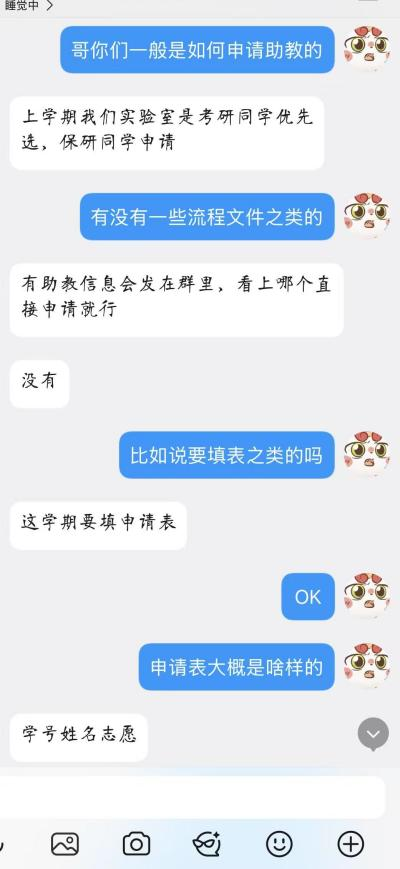 睡觉中
哥你们一般是如何申请助教的
上学期我们实验室是考研同学优先
选，保研同学申请
有没有一些流程文件之类的
有助教信息会发在群里，看上哪个直
接申请就行
没有
比如说要填表之类的吗
这学期要填申请表
OK
申请表大概是啥样的
学号姓名志愿